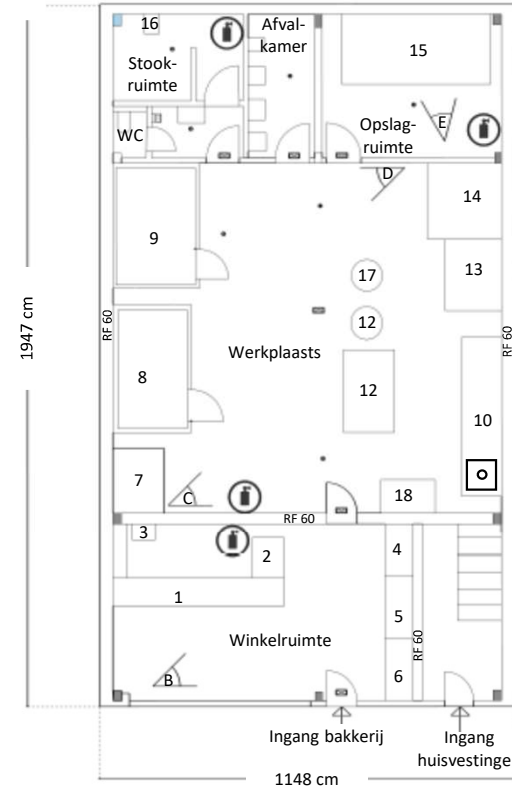 16
Stook-
ruimte
Afval-
kamer
15
WC
Opslag-
ruimte
E
D
14
9
13
17
12
1947 cm
RF 60
RF 60
Werkplaats
8
12
10
7
C
18
RF 60
3
2
4
1
5
Winkelruimte
RF 60
B
6
Ingang bakkerij
Ingang
huisvestinge
1148 cm